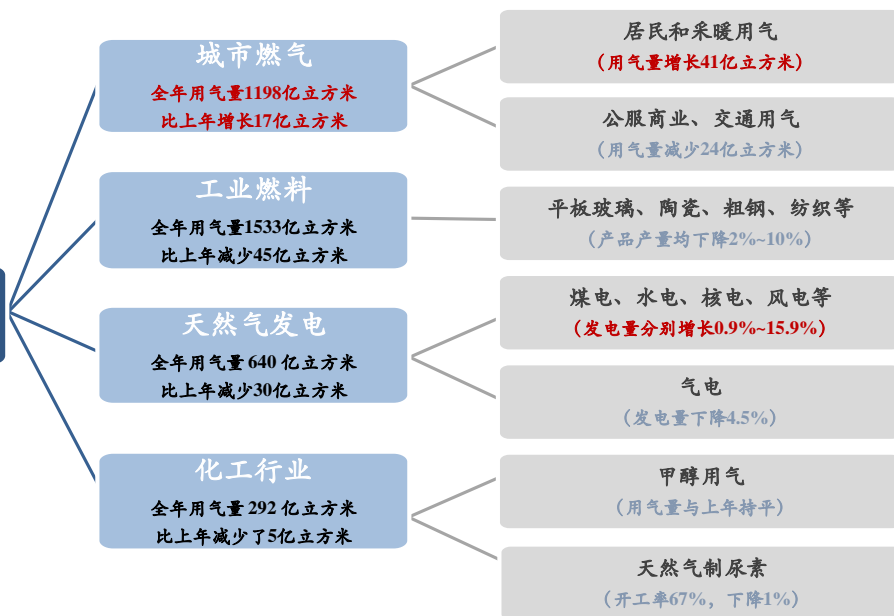 城市燃气
全年用气量1198亿立方米
比上年增长17亿立方米
居民和采暖用气
（用气量增长41亿立方米）
公服商业、交通用气
（用气量减少24亿立方米）
工业燃料
全年用气量1533亿立方米
比上年减少45亿立方米
平板玻璃、陶瓷、粗钢、纺织等
（产品产量均下降2%~10%）
天然气发电
全年用气量 640 亿立方米
比上年减少30亿立方米
煤电、水电、核电、风电等
（发电量分别增长0.9%~15.9%）
气电
（发电量下降4.5%）
化工行业
全年用气量 292 亿立方米
比上年减少了5亿立方米
甲醇用气
（用气量与上年持平）
天然气制尿素
（开工率67%，下降1%）